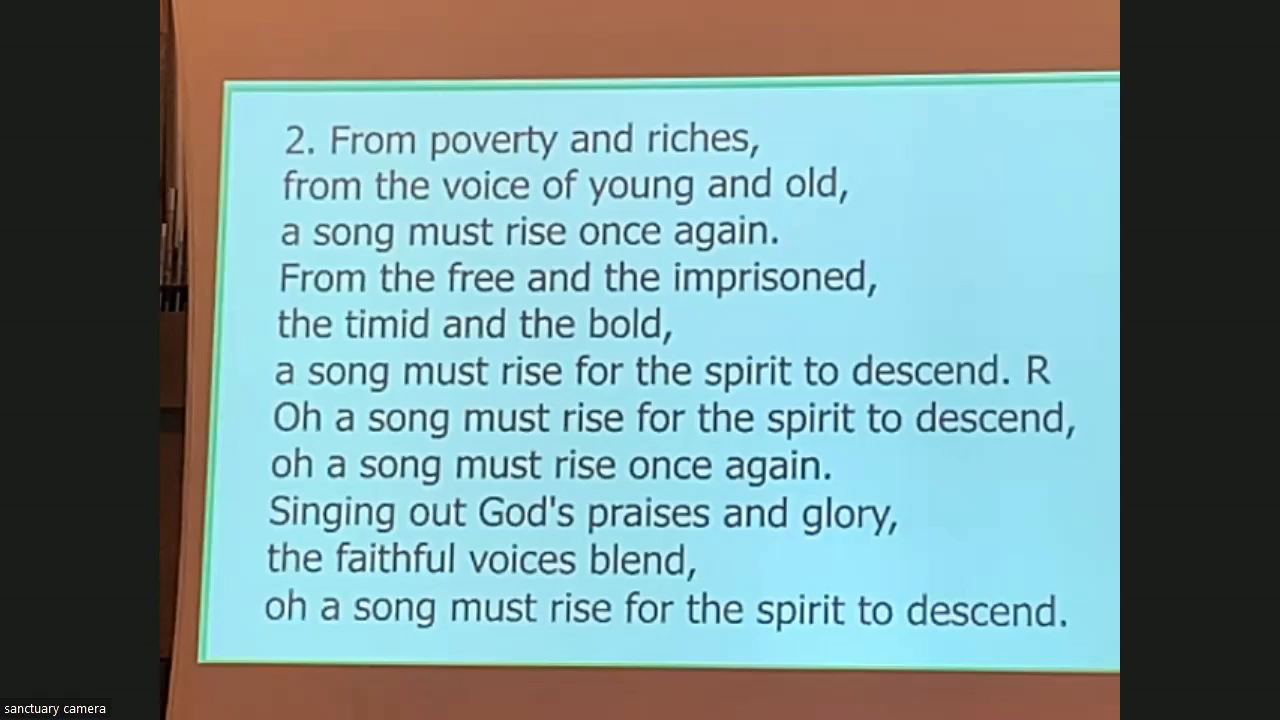 2. From poverty and riches,
from the voice of young and old,
a song must rise once again.
From the free and the imprisoned,
the timid and the bold,
a song must rise for the spirit to descend. R
Oh a song must rise for the spirit to descend,
oh a song must rise once again.
Singing out God's praises and glory,
the faithful voices blend,
oh a song must rise for the spirit to descend.
sanctuary camera